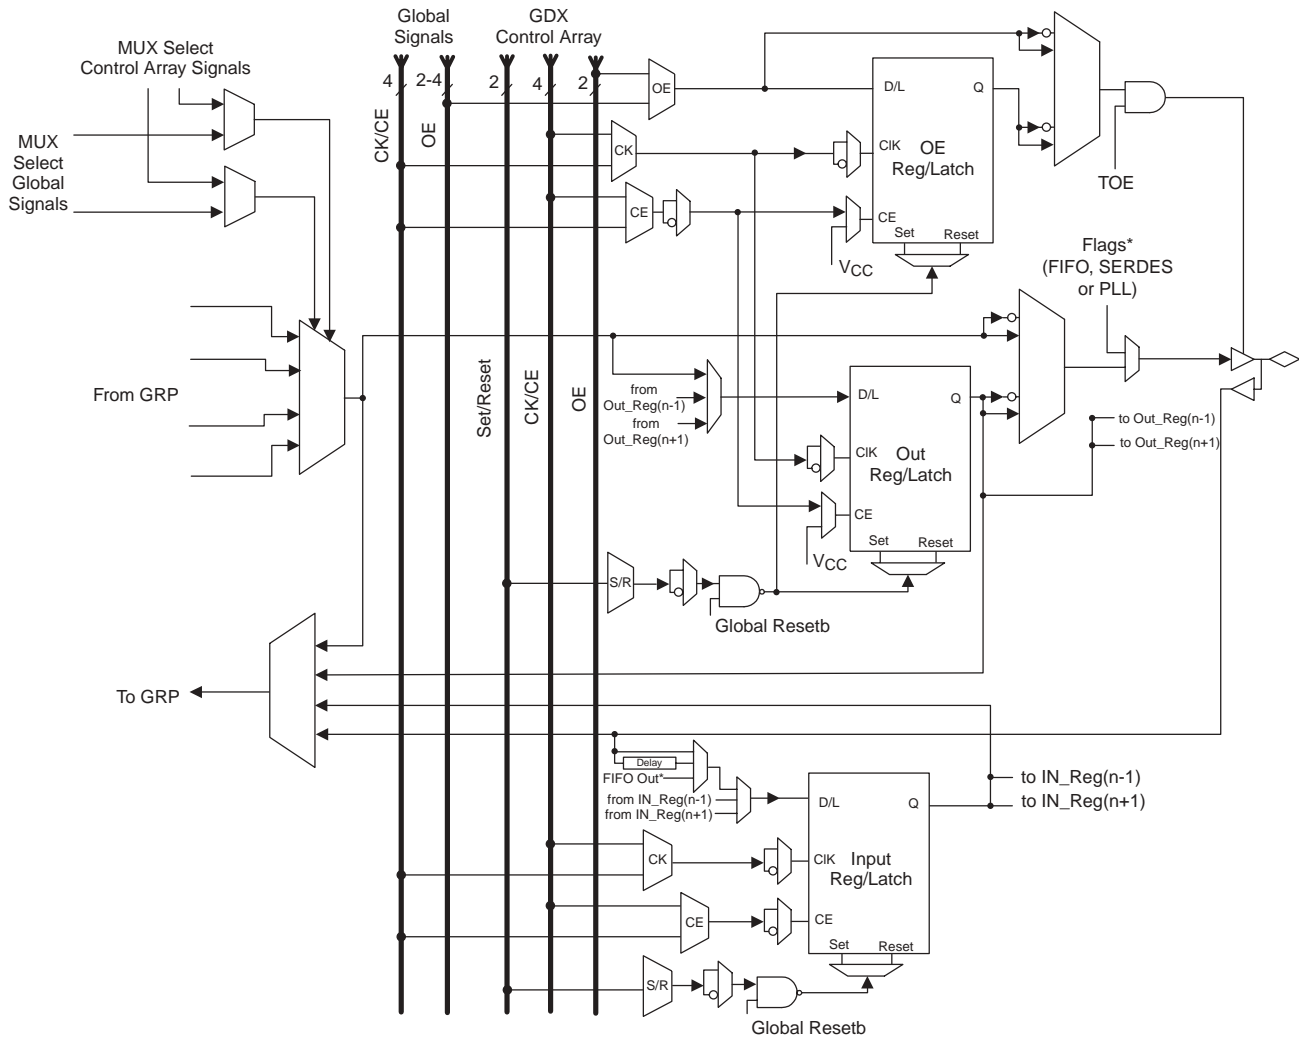 Global
Signals
GDX
Control Array
MUX Select
Control Array Signals
4
2-4
2
4
2
OE
D/L
Q
CK/CE
OE
MUX
Select
Global
Signals
CK
ClK
OE
Reg/Latch
TOE
CE
CE
Set
Reset
VCC
Flags*
(FIFO, SERDES
or PLL)
From GRP
Set/Reset
CK/CE
OE
from
Out_Reg(n-1)
from
Out_Reg(n+1)
D/L
Q
to Out_Reg(n-1)
to Out_Reg(n+1)
ClK
Out
Reg/Latch
CE
Set
Reset
VCC
S/R
Global Resetb
To GRP
Delay
FIFO Out*
from IN_Reg(n-1)
from IN_Reg(n+1)
D/L
Q
to IN_Reg(n-1)
to IN_Reg(n+1)
CK
ClK
Input
Reg/Latch
CE
CE
Set
Reset
S/R
Global Resetb